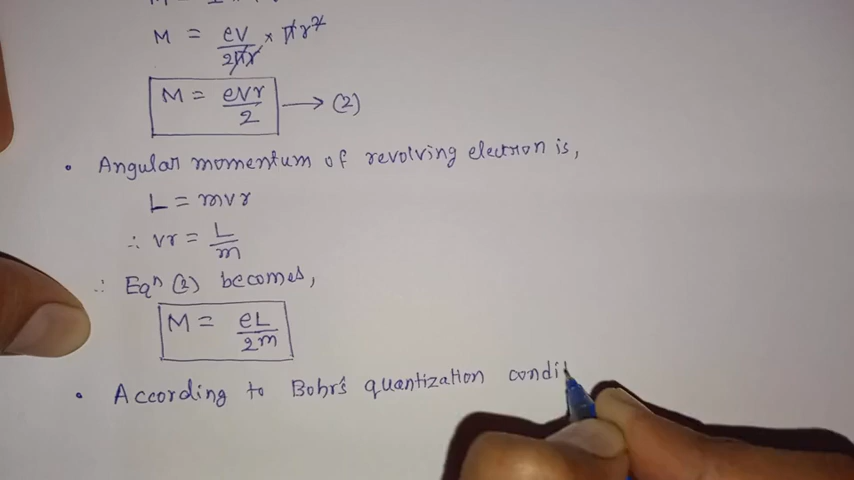 M = eV/2πr × πr²
M = eVr/2 → (2)
• Angular momentum of revolving electron is,
L = mvr
∴ vr = L/m
∴ Eqⁿ (2) becomes,
M = eL/2m
• According to Bohr's quantization condi